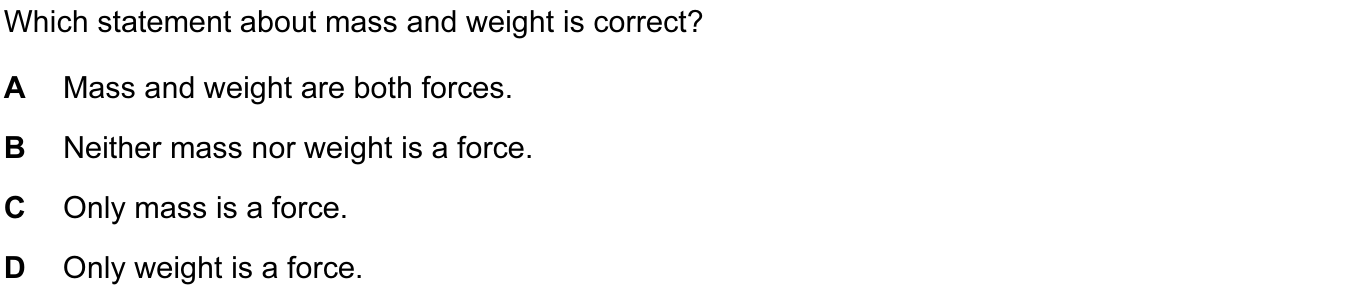 Which statement about mass and weight is correct?
A Mass and weight are both forces.
B Neither mass nor weight is a force.
C Only mass is a force.
D Only weight is a force.